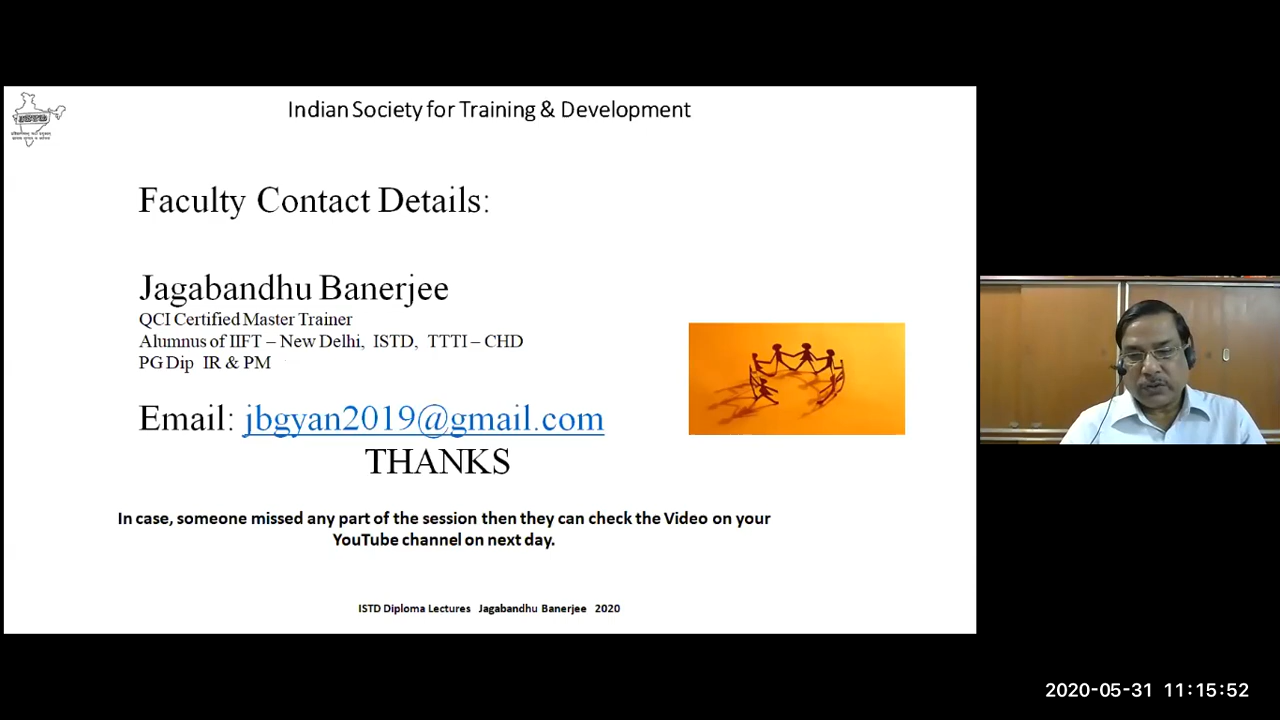 Indian Society for Training & Development
Faculty Contact Details:
Jagabandhu Banerjee
QCI Certified Master Trainer
Alumnus of IIFT – New Delhi, ISTD, TTTI – CHD
PG Dip IR & PM
Email: jbgyan2019@gmail.com
THANKS
In case, someone missed any part of the session then they can check the Video on your
YouTube channel on next day.
ISTD Diploma Lectures Jagabandhu Banerjee 2020
2020-05-31 11:15:52